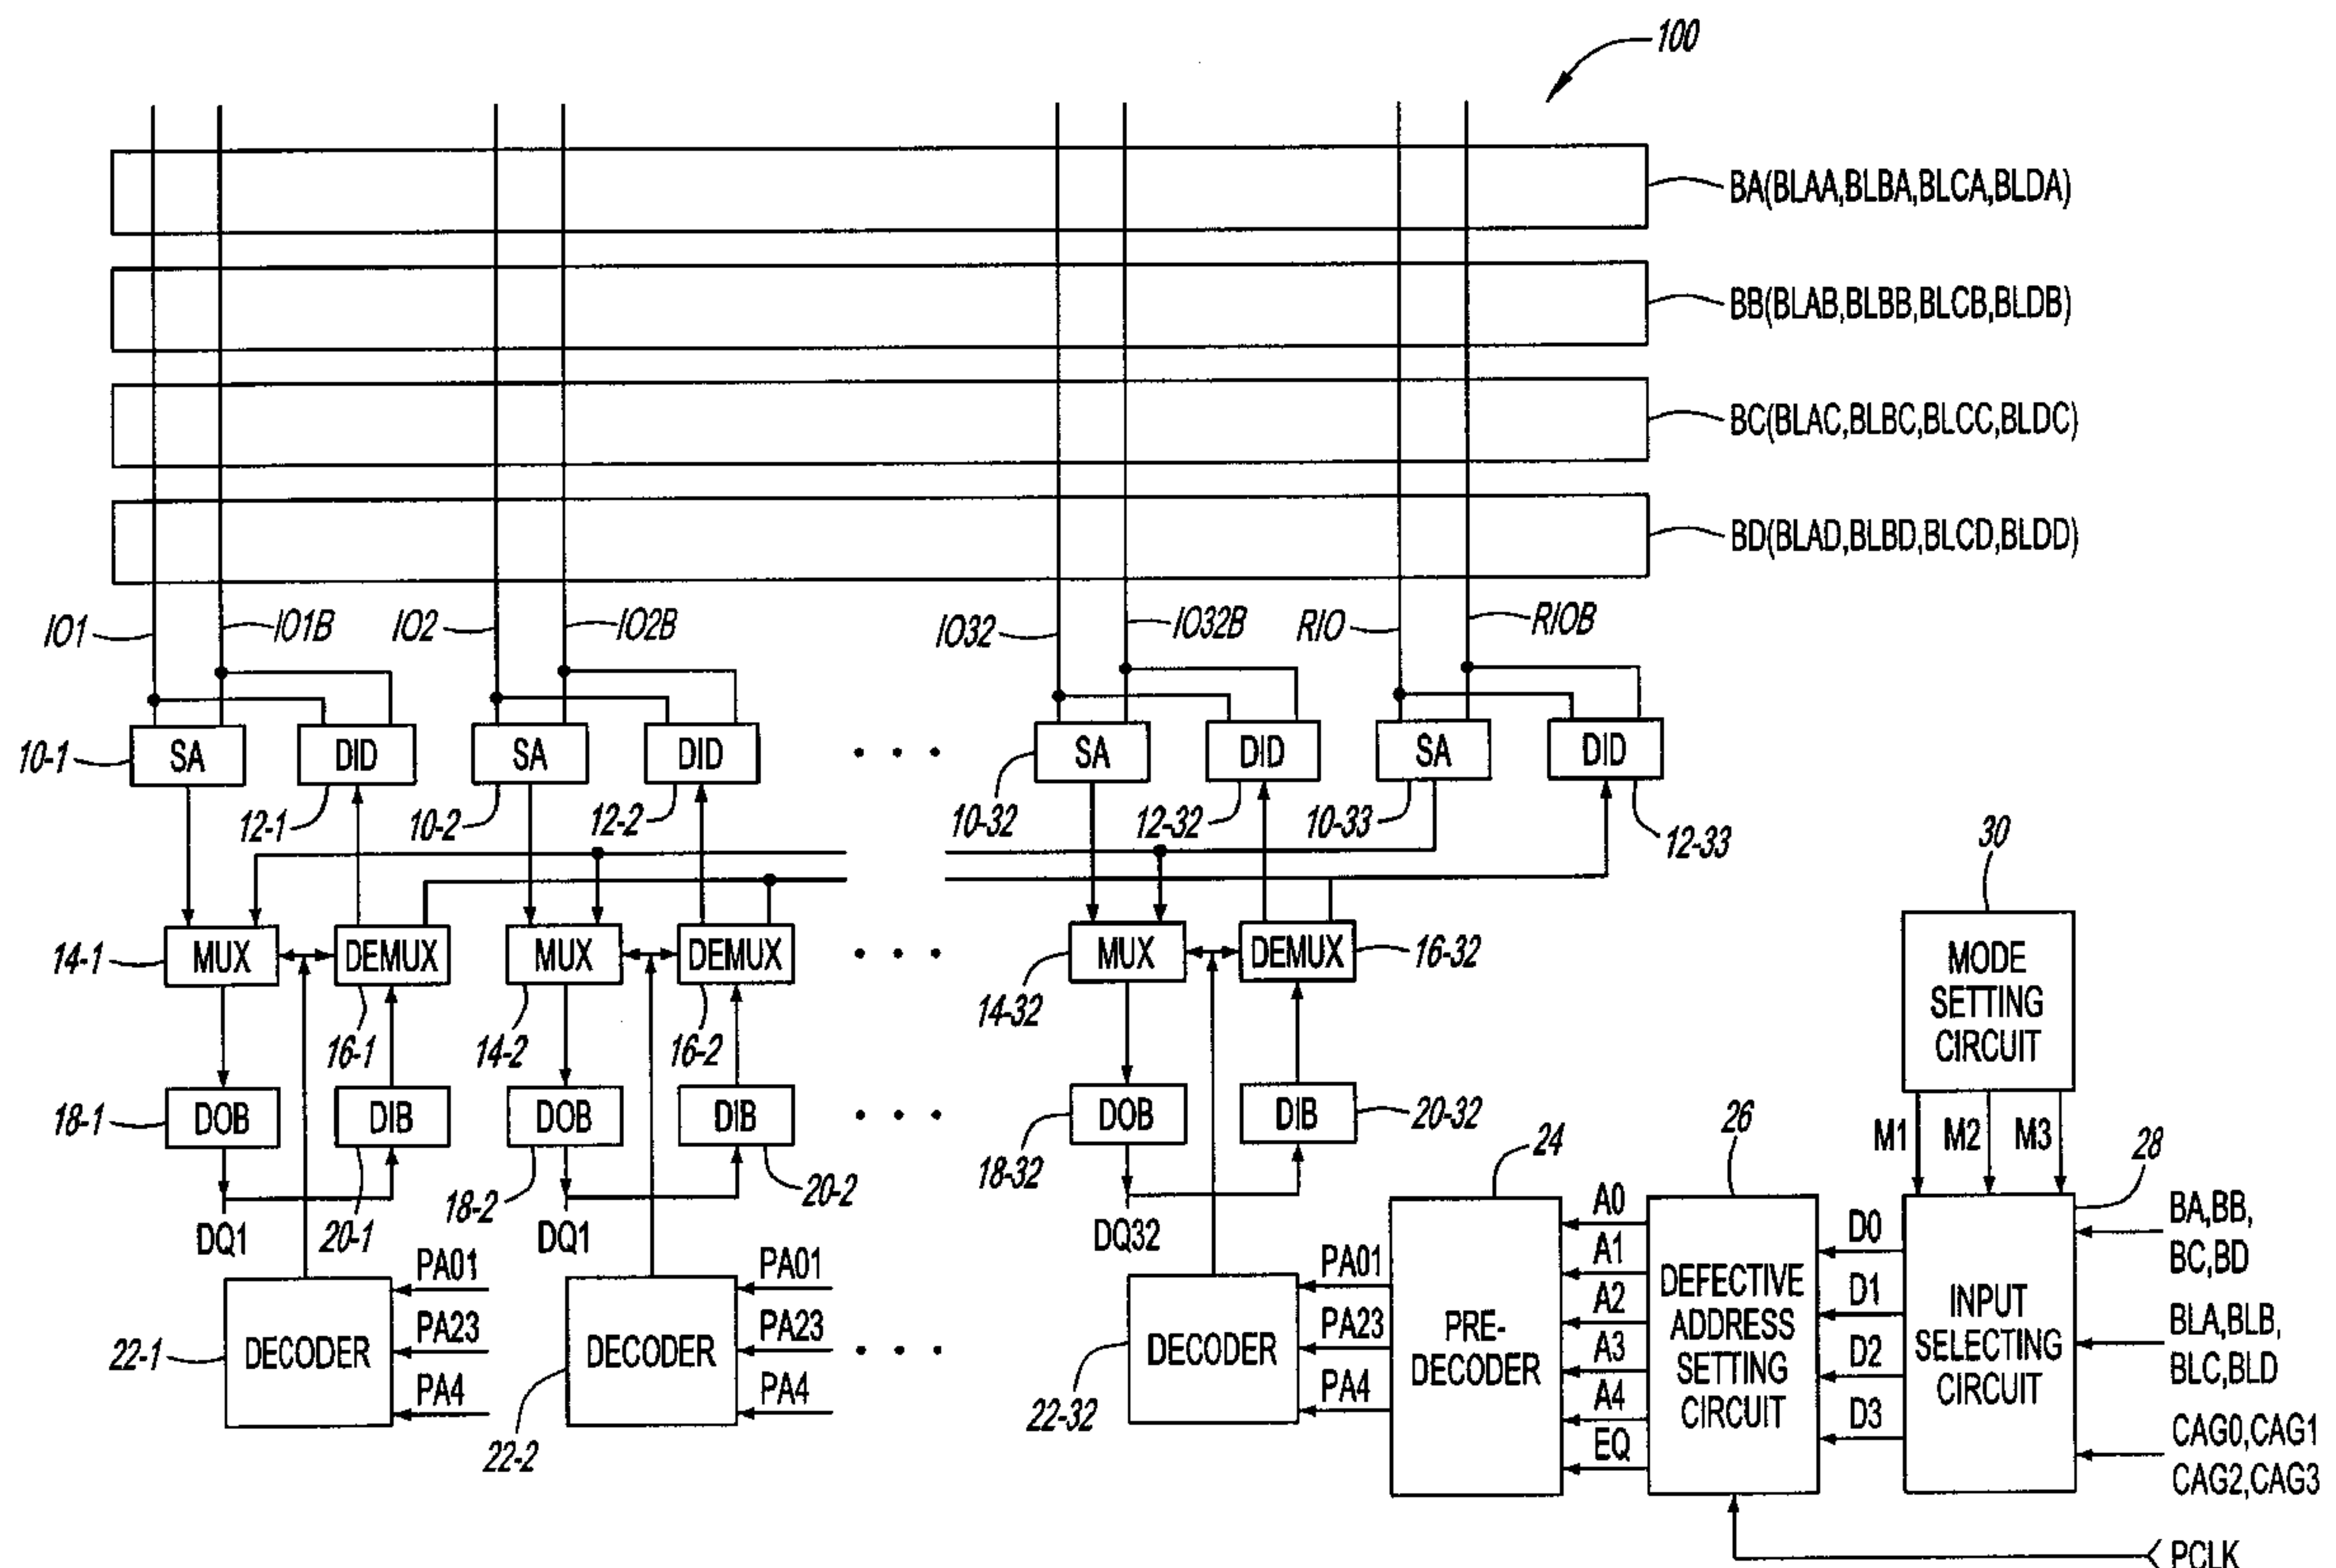 100
BA(BLAA,BLBA,BLCA,BLDA)
BB(BLAB,BLBB,BLCB,BLDB)
BC(BLAC,BLBC,BLCC,BLDC)
BD(BLAD,BLBD,BLCD,BLDD)
IO1 IO1B IO2 IO2B IO32 IO32B RIO RIOB
10-1 SA DID SA DID • • • SA DID SA DID
12-1 10-2 12-2 10-32 12-32 10-33 12-33
30
14-1 MUX DEMUX MUX DEMUX • • • MUX DEMUX 16-32
MODE
SETTING
CIRCUIT
16-1 14-2 16-2 14-32
18-1 DOB DIB DOB DIB • • • DOB DIB 20-32
M1 M2 M3
20-1 18-2 20-2 18-32 24 26 28
DQ1 DQ1 DQ32
22-1 DECODER
PA01
PA23
PA4
22-2 DECODER
PA01
PA23
PA4
• • •
22-32 DECODER
PA01
PA23
PA4
PRE-
DECODER
A0
A1
A2
A3
A4
EQ
DEFECTIVE
ADDRESS
SETTING
CIRCUIT
D0
D1
D2
D3
INPUT
SELECTING
CIRCUIT
BA,BB,
BC,BD
BLA,BLB,
BLC,BLD
CAG0,CAG1
CAG2,CAG3
PCLK